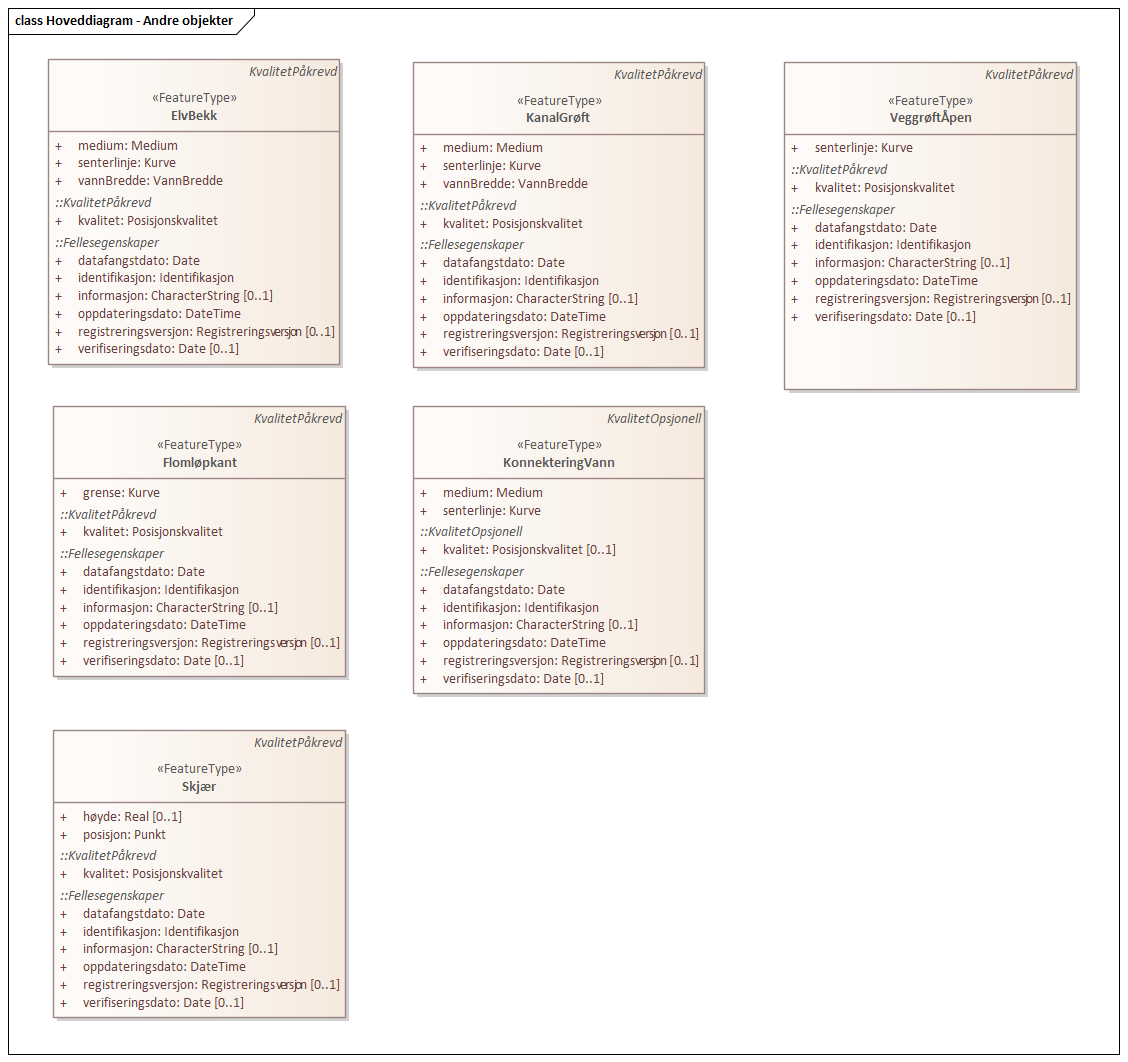 class Hoveddiagram - Andre objekter
KvalitetPåkrevd
«FeatureType»
ElvBekk
+ medium: Medium
+ senterlinje: Kurve
+ vannBredde: VannBredde
::KvalitetPåkrevd
+ kvalitet: Posisjonskvalitet
::Fellesegenskaper
+ datafangstdato: Date
+ identifikasjon: Identifikasjon
+ informasjon: CharacterString [0..1]
+ oppdateringsdato: DateTime
+ registreringsversjon: Registreringsversjon [0..1]
+ verifiseringsdato: Date [0..1]
KvalitetPåkrevd
«FeatureType»
KanalGrøft
+ medium: Medium
+ senterlinje: Kurve
+ vannBredde: VannBredde
::KvalitetPåkrevd
+ kvalitet: Posisjonskvalitet
::Fellesegenskaper
+ datafangstdato: Date
+ identifikasjon: Identifikasjon
+ informasjon: CharacterString [0..1]
+ oppdateringsdato: DateTime
+ registreringsversjon: Registreringsversjon [0..1]
+ verifiseringsdato: Date [0..1]
KvalitetPåkrevd
«FeatureType»
VeggrøftÅpen
+ senterlinje: Kurve
::KvalitetPåkrevd
+ kvalitet: Posisjonskvalitet
::Fellesegenskaper
+ datafangstdato: Date
+ identifikasjon: Identifikasjon
+ informasjon: CharacterString [0..1]
+ oppdateringsdato: DateTime
+ registreringsversjon: Registreringsversjon [0..1]
+ verifiseringsdato: Date [0..1]
KvalitetPåkrevd
«FeatureType»
Flomløpkant
+ grense: Kurve
::KvalitetPåkrevd
+ kvalitet: Posisjonskvalitet
::Fellesegenskaper
+ datafangstdato: Date
+ identifikasjon: Identifikasjon
+ informasjon: CharacterString [0..1]
+ oppdateringsdato: DateTime
+ registreringsversjon: Registreringsversjon [0..1]
+ verifiseringsdato: Date [0..1]
KvalitetOpsjonell
«FeatureType»
KonnekteringVann
+ medium: Medium
+ senterlinje: Kurve
::KvalitetOpsjonell
+ kvalitet: Posisjonskvalitet [0..1]
::Fellesegenskaper
+ datafangstdato: Date
+ identifikasjon: Identifikasjon
+ informasjon: CharacterString [0..1]
+ oppdateringsdato: DateTime
+ registreringsversjon: Registreringsversjon [0..1]
+ verifiseringsdato: Date [0..1]
KvalitetPåkrevd
«FeatureType»
Skjær
+ høyde: Real [0..1]
+ posisjon: Punkt
::KvalitetPåkrevd
+ kvalitet: Posisjonskvalitet
::Fellesegenskaper
+ datafangstdato: Date
+ identifikasjon: Identifikasjon
+ informasjon: CharacterString [0..1]
+ oppdateringsdato: DateTime
+ registreringsversjon: Registreringsversjon [0..1]
+ verifiseringsdato: Date [0..1]